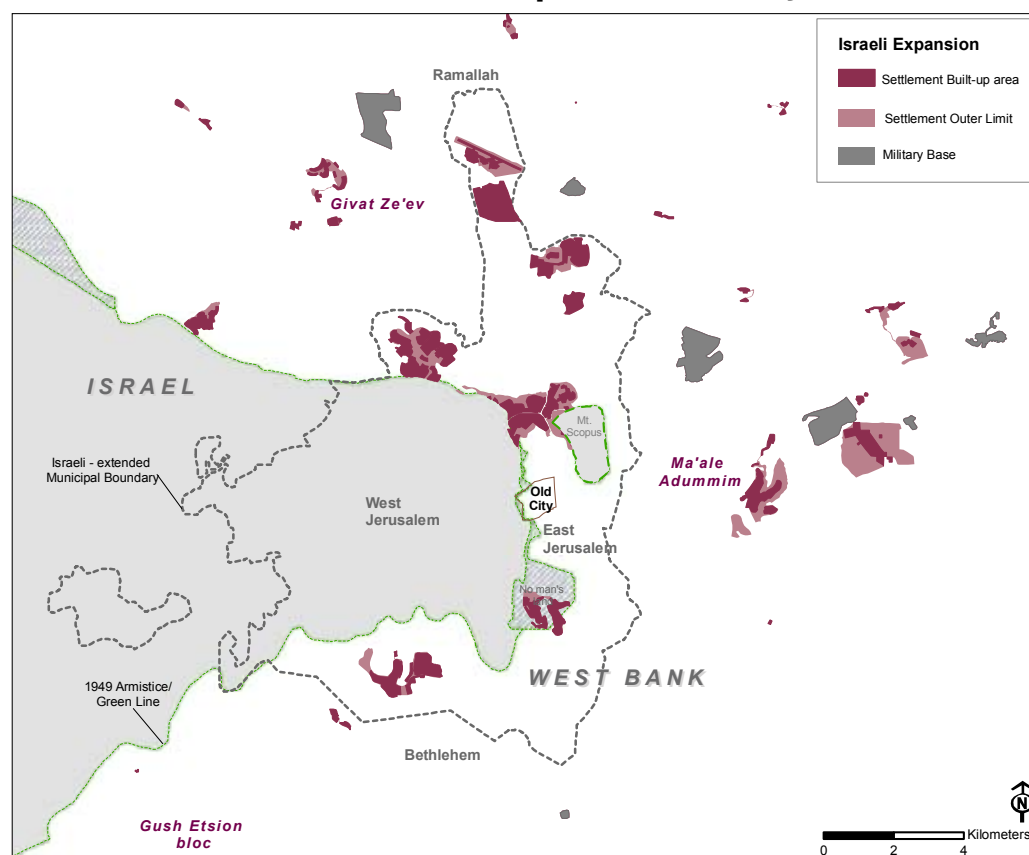 Israeli Expansion
Settlement Built-up area
Settlement Outer Limit
Military Base
Ramallah
Givat Ze'ev
ISRAEL
Mt.
Scopus
Israeli - extended
Municipal Boundary
Ma'ale
Adummim
West
Jerusalem
Old
City
East
Jerusalem
No man's
WEST BANK
1949 Armistice/
Green Line
Bethlehem
Gush Etsion
bloc
N
Kilometers
0 2 4